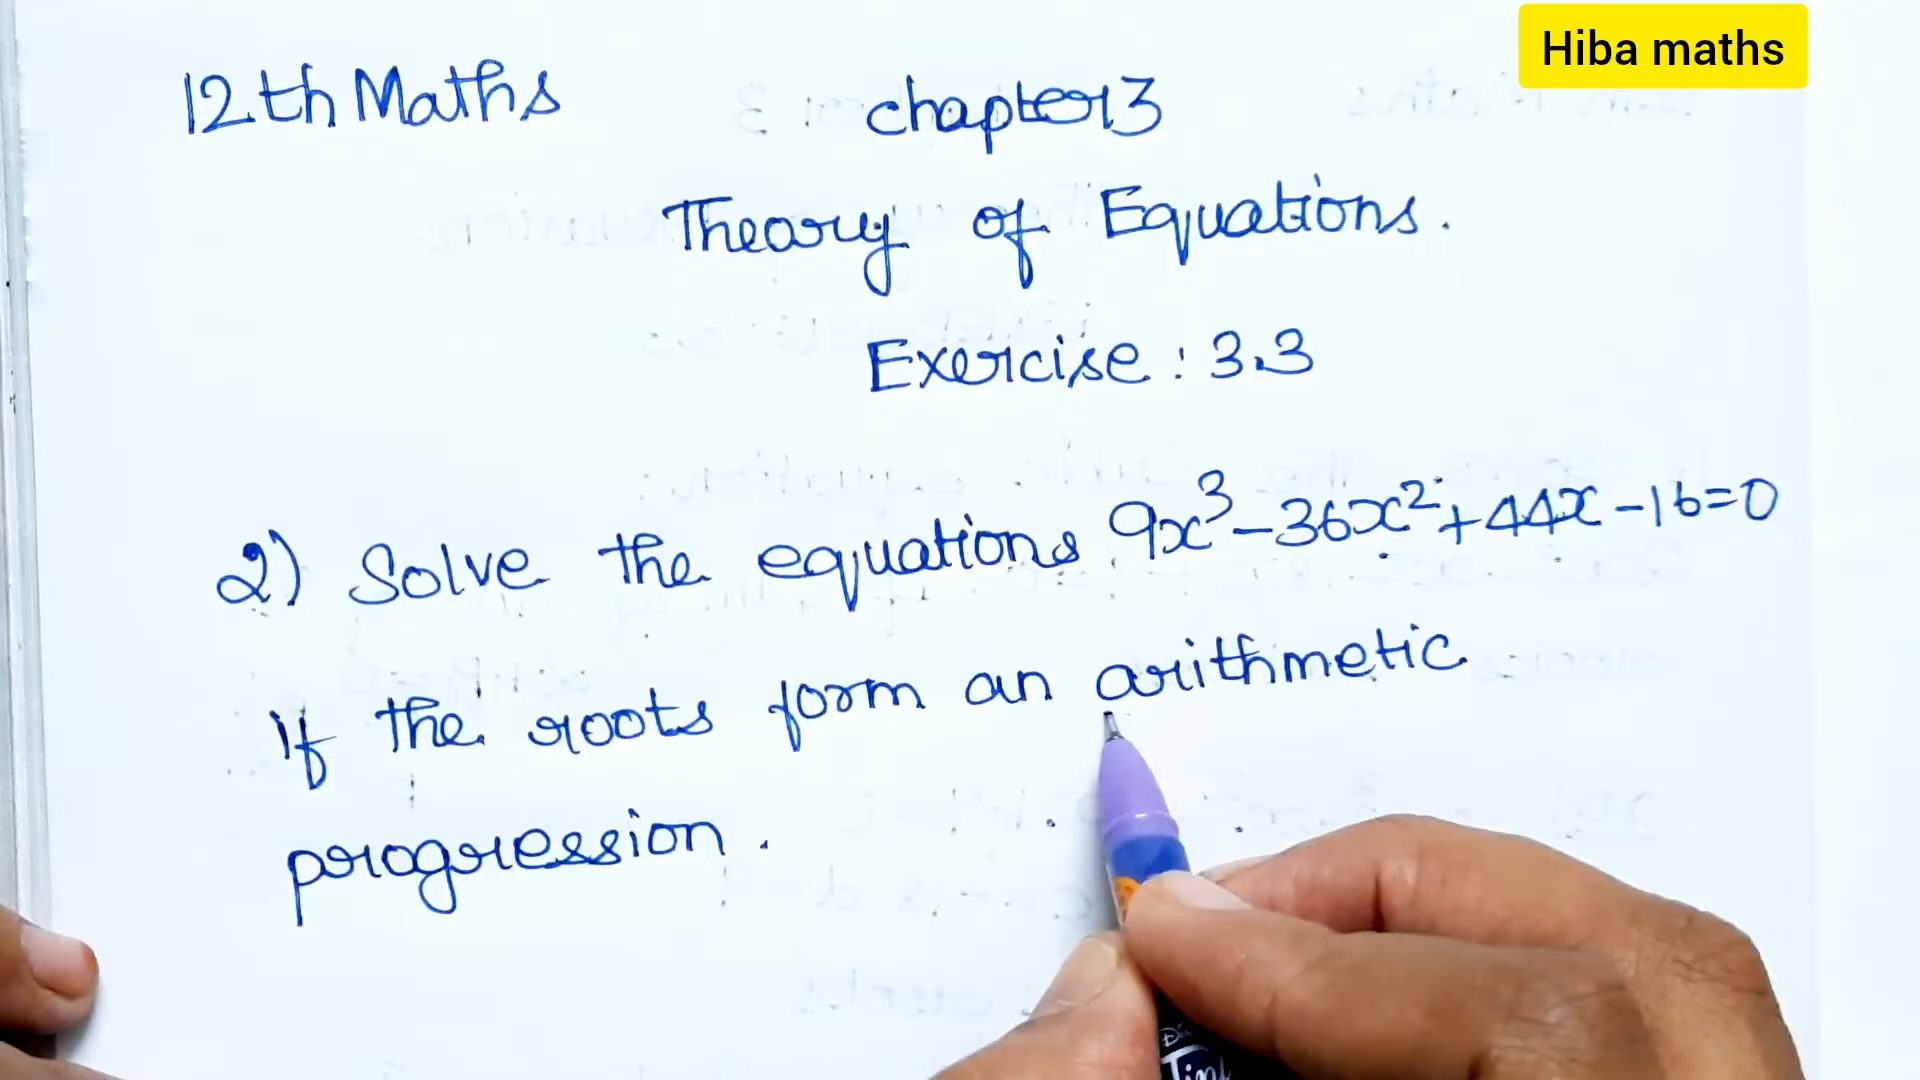 Hiba maths
12th Maths chapter 3
Theory of Equations.
Exercise : 3.3
2) Solve the equations 9x³-36x²+44x-16=0
if the roots form an arithmetic
progression.